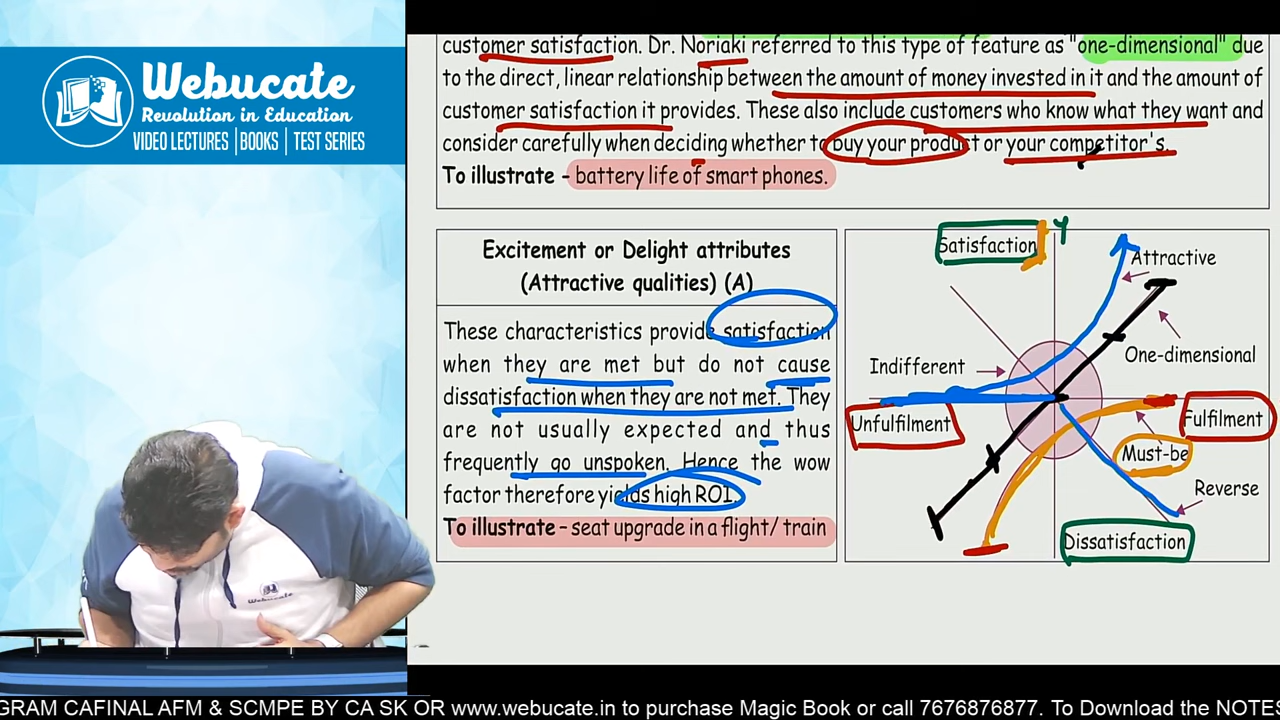 Webucate
Revolution in Education
VIDEO LECTURES | BOOKS | TEST SERIES
customer satisfaction. Dr. Noriaki referred to this type of feature as "one-dimensional" due
to the direct, linear relationship between the amount of money invested in it and the amount of
customer satisfaction it provides. These also include customers who know what they want and
consider carefully when deciding whether to buy your product or your competitor's.
To illustrate - battery life of smart phones.
Excitement or Delight attributes
(Attractive qualities) (A)
These characteristics provide satisfaction
when they are met but do not cause
dissatisfaction when they are not met. They
are not usually expected and thus
frequently go unspoken. Hence the wow
factor therefore yields high ROI.
To illustrate - seat upgrade in a flight/ train
Satisfaction
Y
Attractive
One-dimensional
Indifferent
Unfulfilment
Fulfilment
Must-be
Reverse
Dissatisfaction
Webucate
GRAM CAFINAL AFM & SCMPE BY CA SK OR www.webucate.in to purchase Magic Book or call 7676876877. To Download the NOTES